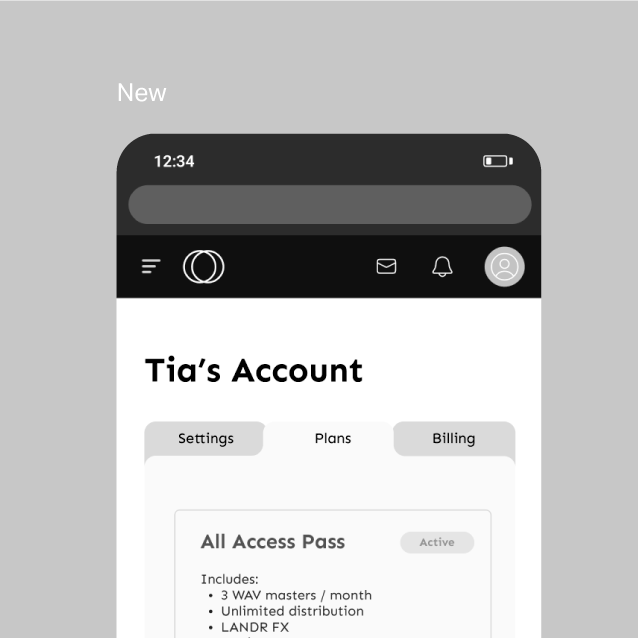 New
12:34
Tia’s Account
Settings Plans Billing
All Access Pass Active
Includes:
• 3 WAV masters / month
• Unlimited distribution
• LANDR FX